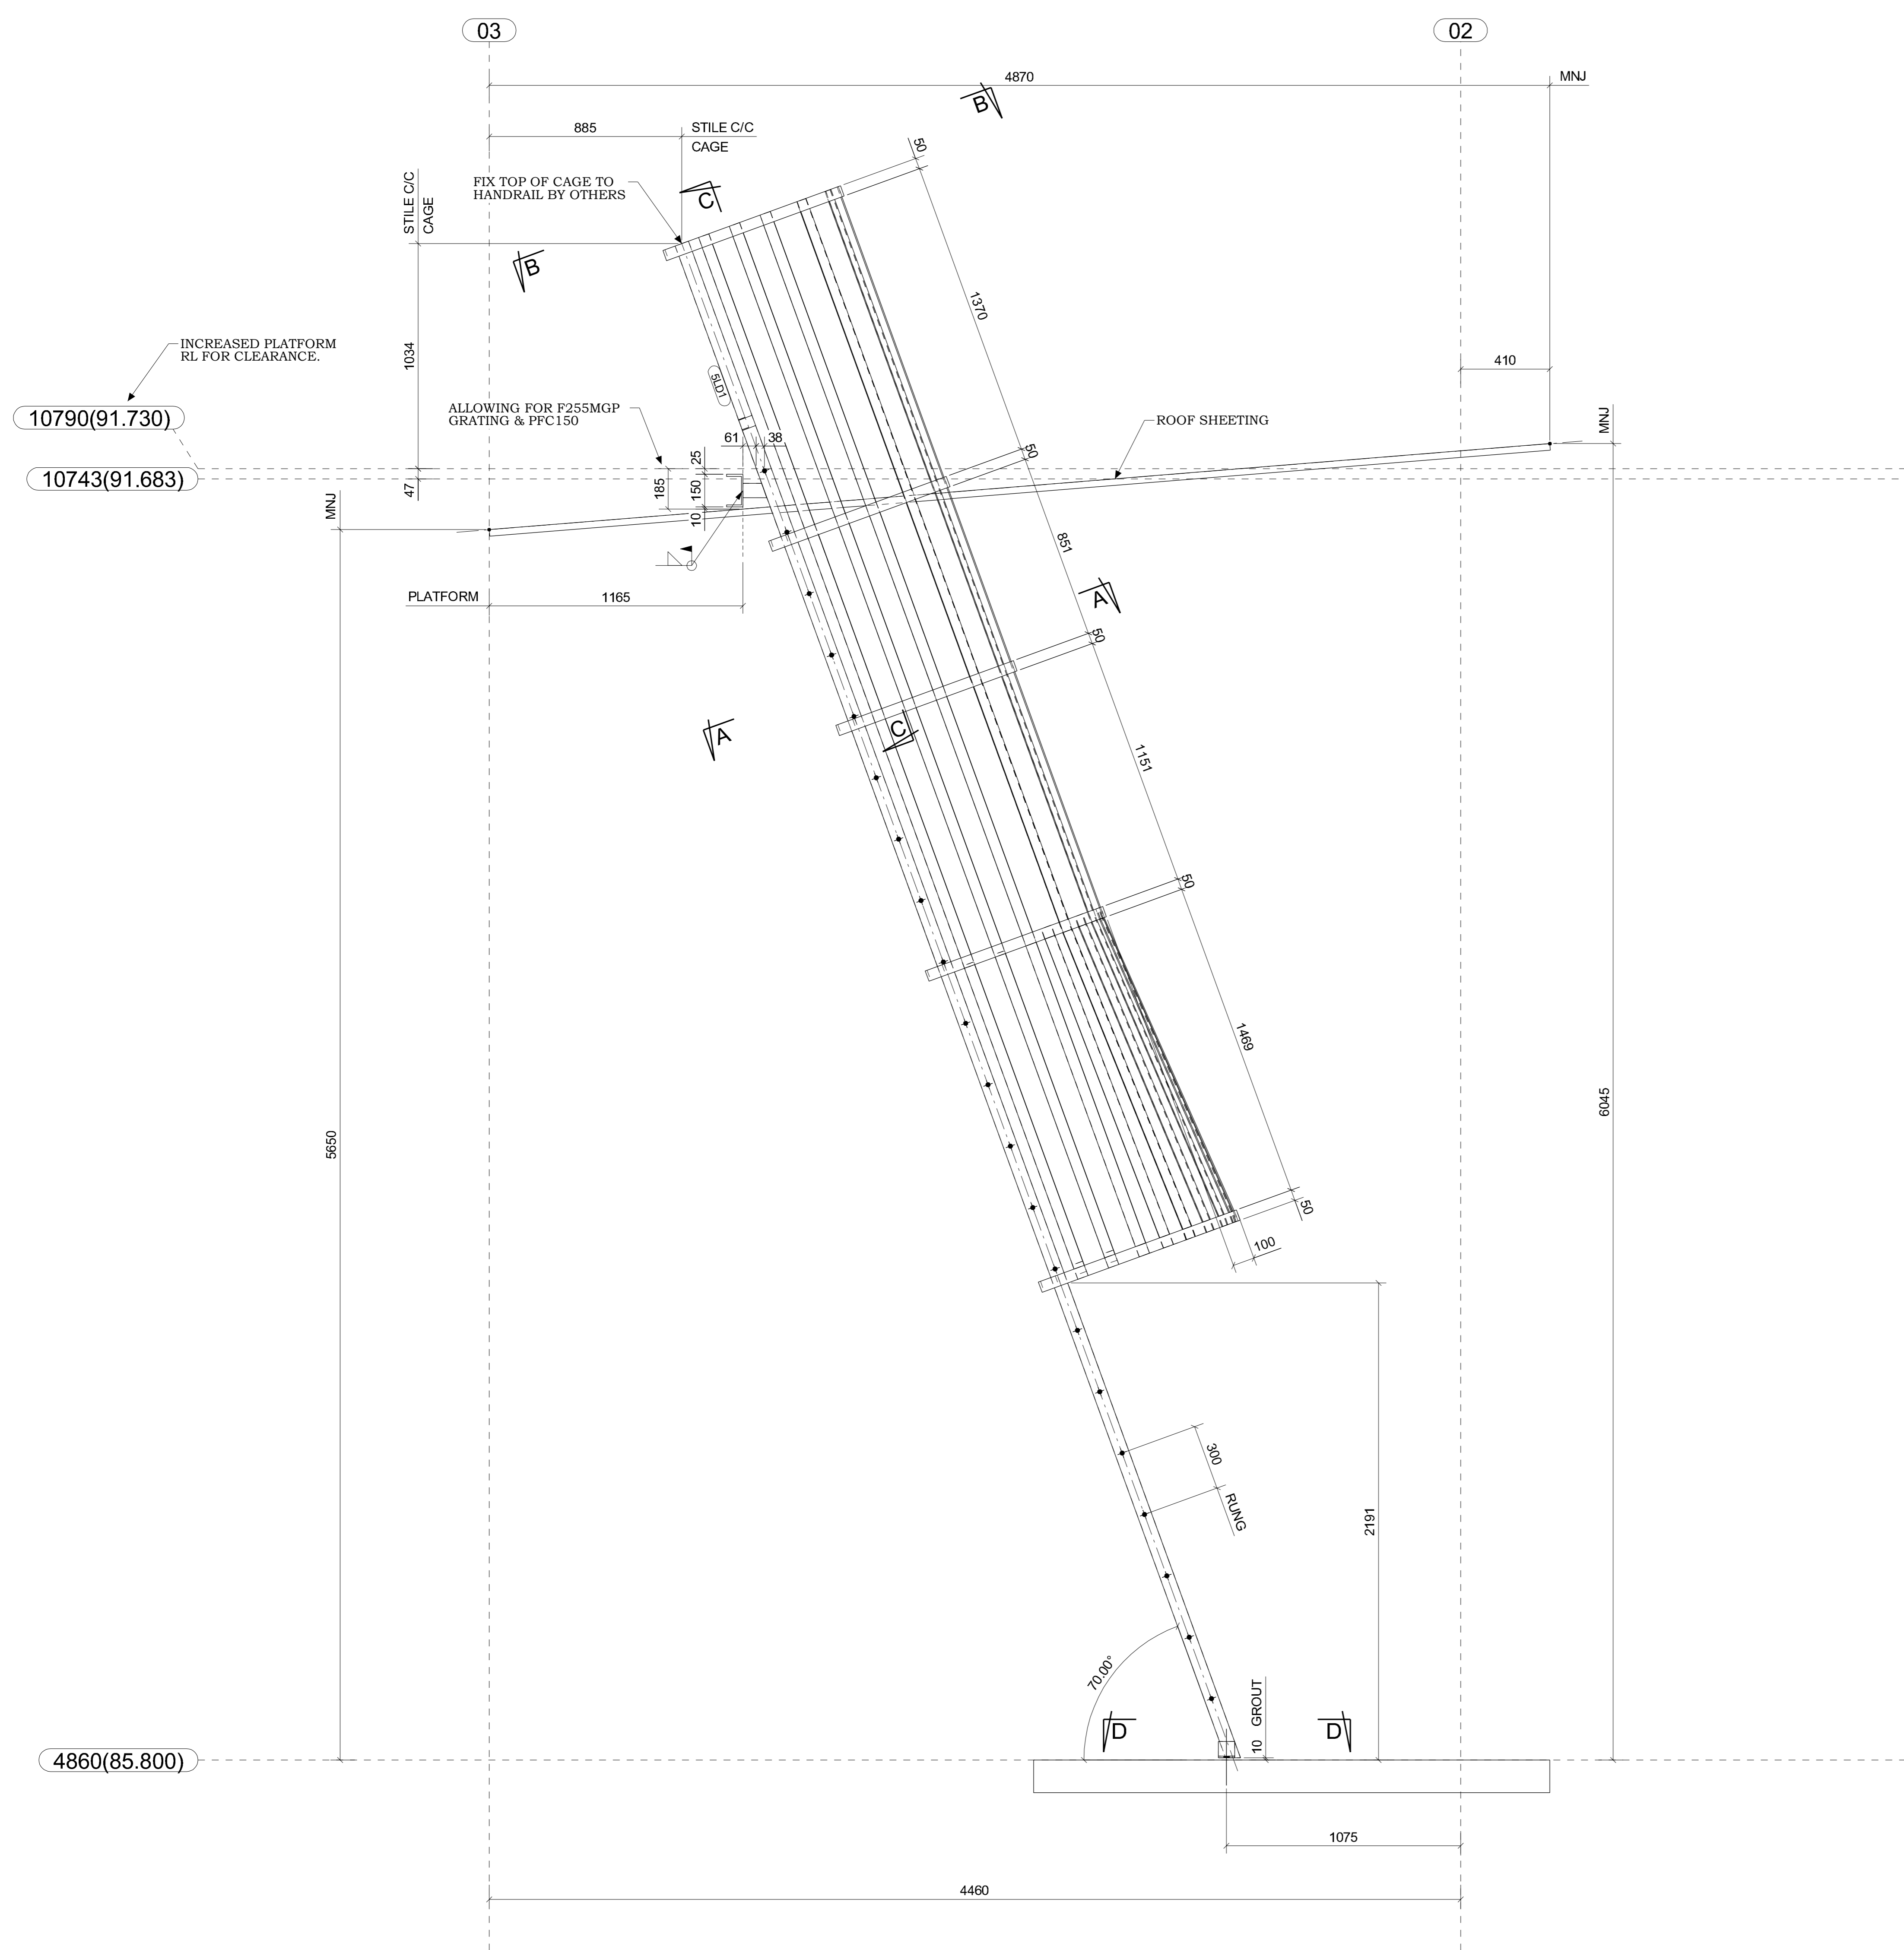 03
02
4870
MNJ
B
50
885
STILE C/C
CAGE
STILE C/C
CAGE
FIX TOP OF CAGE TO
HANDRAIL BY OTHERS
C
B
1370
1034
INCREASED PLATFORM
RL FOR CLEARANCE.
410
5LD1
10790(91.730)
ALLOWING FOR F255MGP
GRATING & PFC150
ROOF SHEETING
MNJ
61
38
25
50
10743(91.683)
47
185
150
10
MNJ
851
PLATFORM
1165
A
50
A
C
1151
50
1469
5650
6045
50
100
300
RUNG
2191
70.00°
10 GROUT
D
D
4860(85.800)
1075
4460